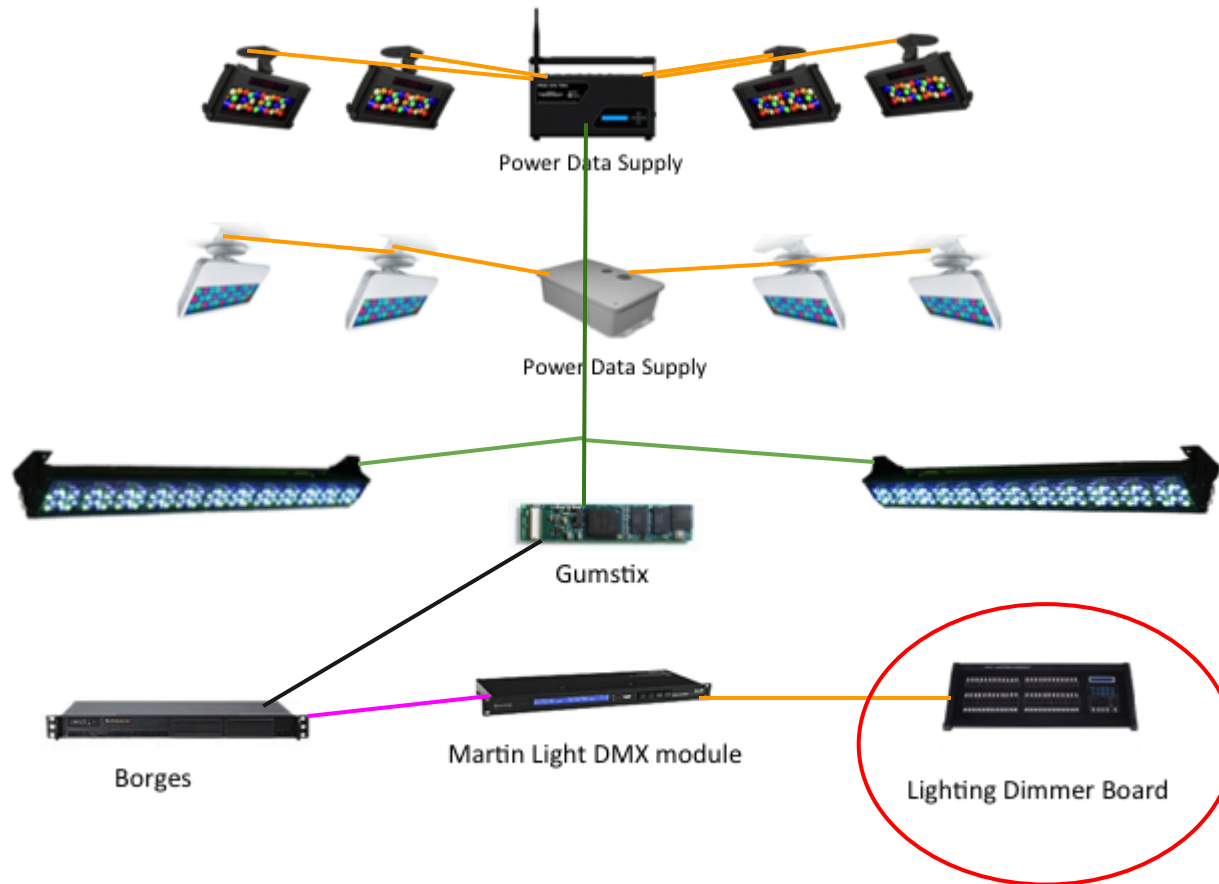 Power Data Supply
Power Data Supply
Gumstix
Martin Light DMX module
Borges
Lighting Dimmer Board